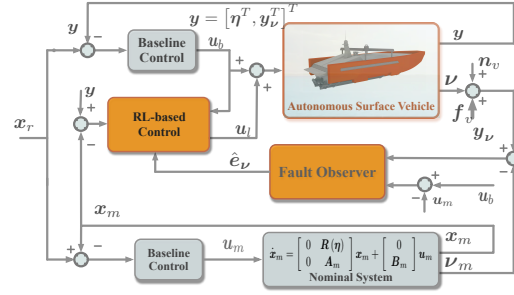 y = [η^T, y_ν^T]^T
y
−
Baseline
Control
u_b
y
+
+
ν
n_v
+
+
f_v
y_ν
Autonomous Surface Vehicle
y
+
−
RL-based
Control
u_l
x_r
ê_ν
Fault Observer
+
−
+
−
u_m
u_b
x_m
+
−
Baseline
Control
u_m
ẋ_m = [ 0 R(η) ; 0 A_m ] x_m + [ 0 ; B_m ] u_m
Nominal System
x_m
ν_m